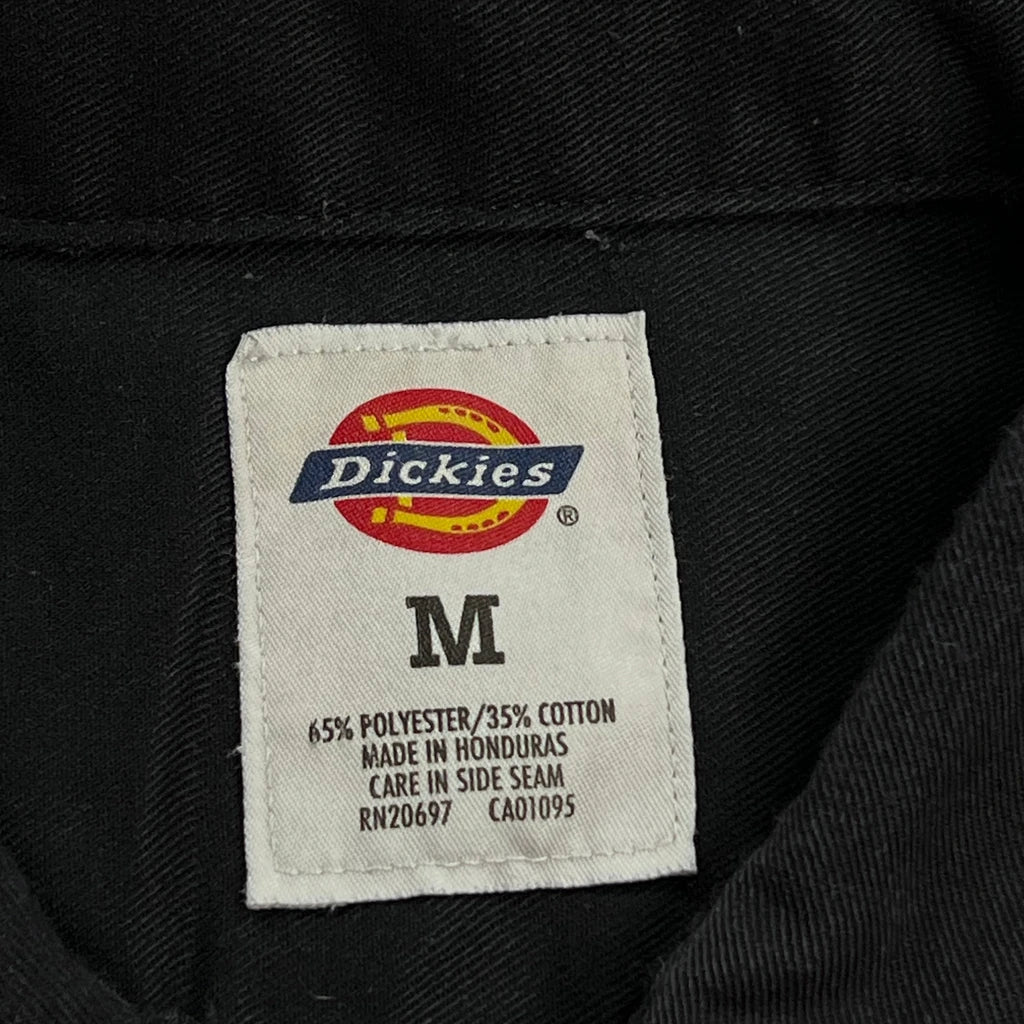 Dickies
®
M
65% POLYESTER/35% COTTON
MADE IN HONDURAS
CARE IN SIDE SEAM
RN20697 CA01095